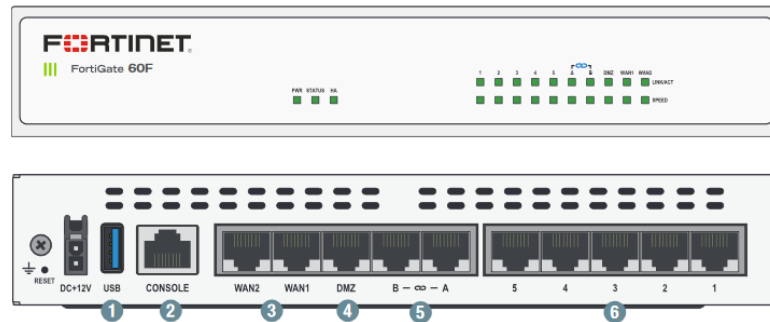 FORTINET
FortiGate 60F
1 2 3 4 5 A B DMZ WAN1 WAN2
LINK/ACT
PWR STATUS HA
SPEED
RESET
DC+12V USB CONSOLE WAN2 WAN1 DMZ B A 5 4 3 2 1
1 2 3 4 5 6